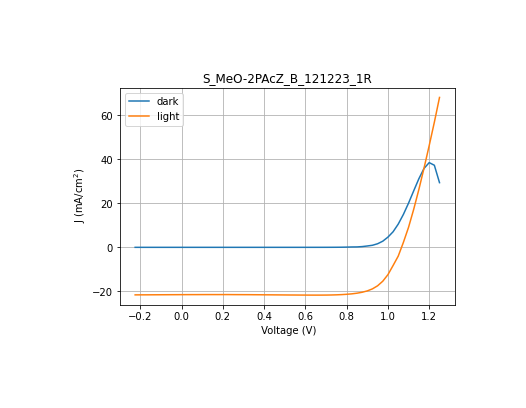 S_MeO-2PAcZ_B_121223_1R
dark
light
60
40
20
0
−20
J (mA/cm²)
−0.2 0.0 0.2 0.4 0.6 0.8 1.0 1.2
Voltage (V)